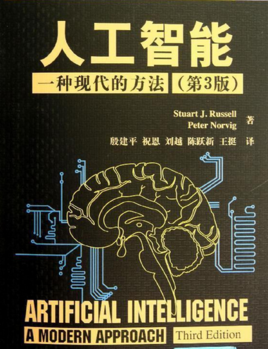 人工智能
一种现代的方法（第3版）
Stuart J. Russell
Peter Norvig 著
殷建平 祝恩 刘越 陈跃新 王挺 译
ARTIFICIAL INTELLIGENCE
A MODERN APPROACH Third Edition